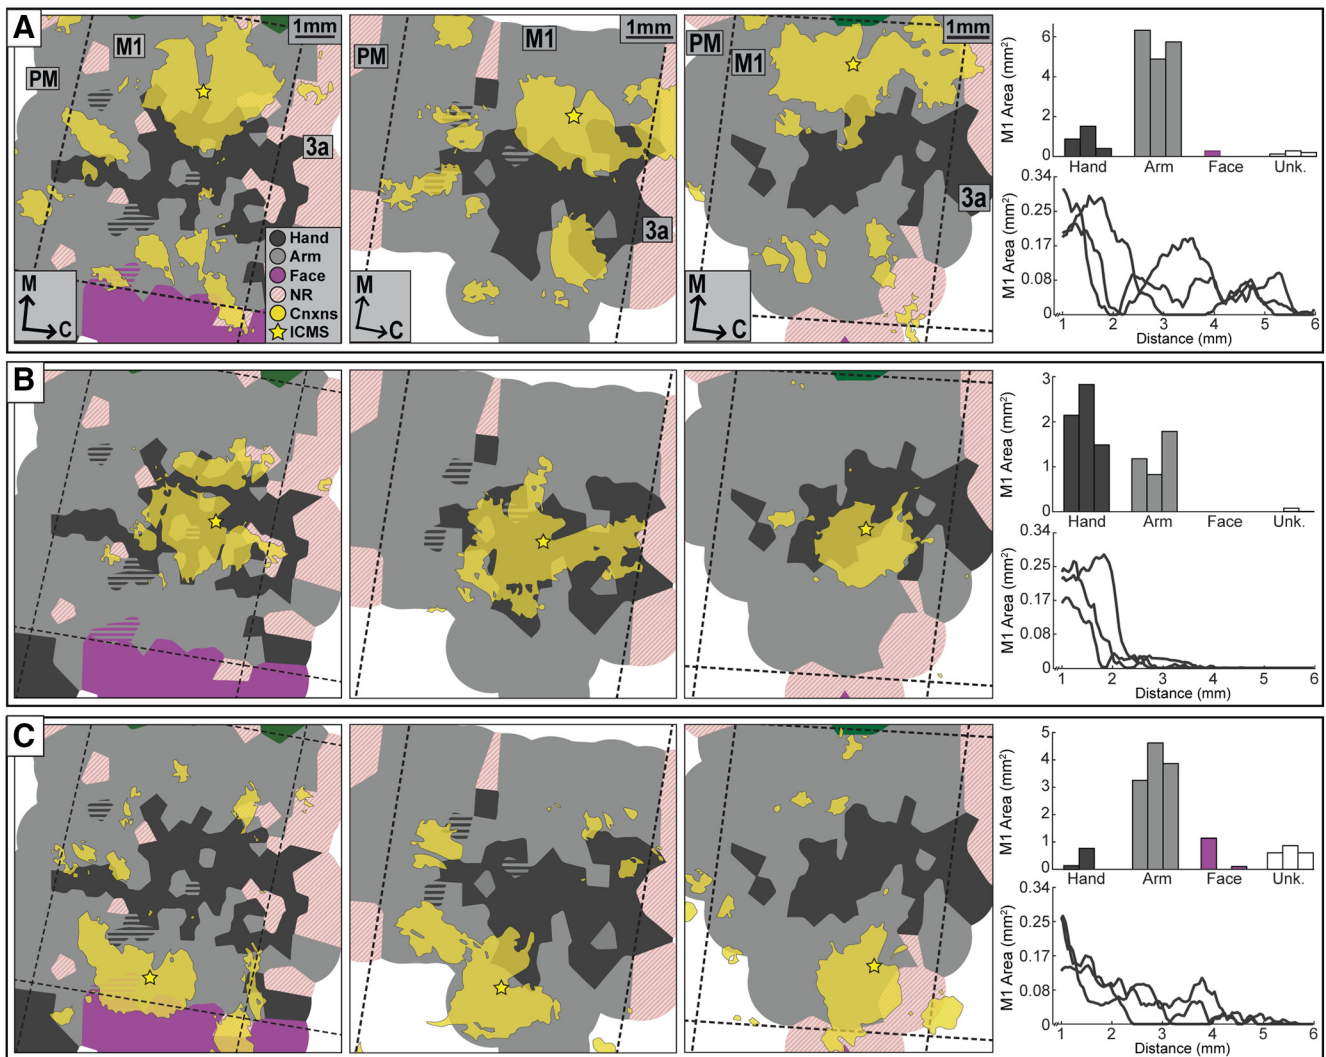 A
M1
PM
1mm
3a
Hand
Arm
Face
NR
Cnxns
ICMS
M
C
PM
M1
1mm
3a
M
C
PM
M1
1mm
3a
M
C
M1 Area (mm²)
6
4
2
0
Hand Arm Face Unk.
M1 Area (mm²)
0.34
0.25
0.17
0.08
0
1 2 3 4 5 6
Distance (mm)
B
M1 Area (mm²)
3
2
1
0
Hand Arm Face Unk.
M1 Area (mm²)
0.34
0.25
0.17
0.08
0
1 2 3 4 5 6
Distance (mm)
C
M1 Area (mm²)
5
4
3
2
1
0
Hand Arm Face Unk.
M1 Area (mm²)
0.34
0.25
0.17
0.08
0
1 2 3 4 5 6
Distance (mm)